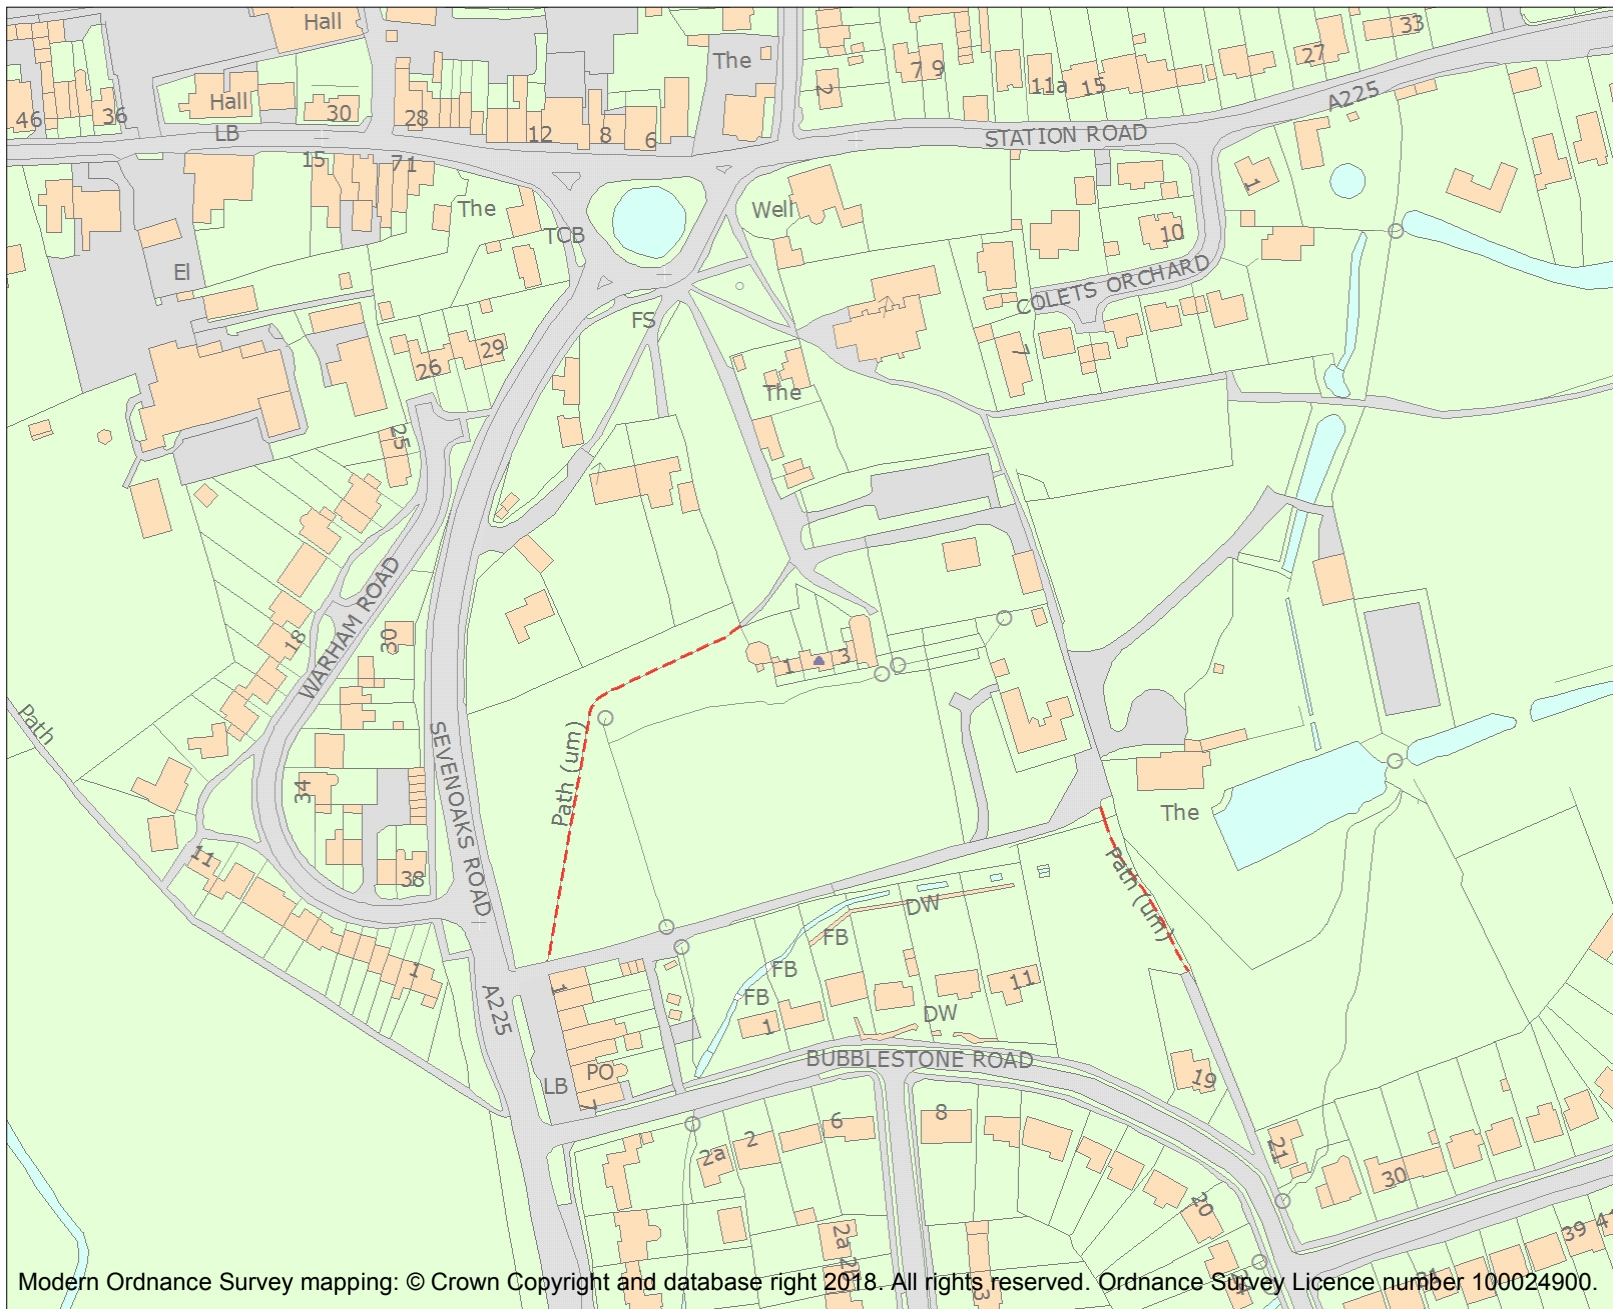 Hall
33
The
27
7 9
11a
15
2
A225
Hall
46
36
30
28
LB
12
8
6
STATION ROAD
15
71
1
The
Well
TCB
10
El
COLETS ORCHARD
FS
29
26
7
The
25
WARHAM ROAD
30
18
1
3
Path
Path (um)
SEVENOAKS ROAD
34
The
11
Path (um)
38
DW
FB
FB
FB
1
1
11
A225
DW
1
BUBBLESTONE ROAD
PO
LB
7
19
8
6
2
2a
21
30
20
2a
39
Modern Ordnance Survey mapping: © Crown Copyright and database right 2018. All rights reserved. Ordnance Survey Licence number 100024900.